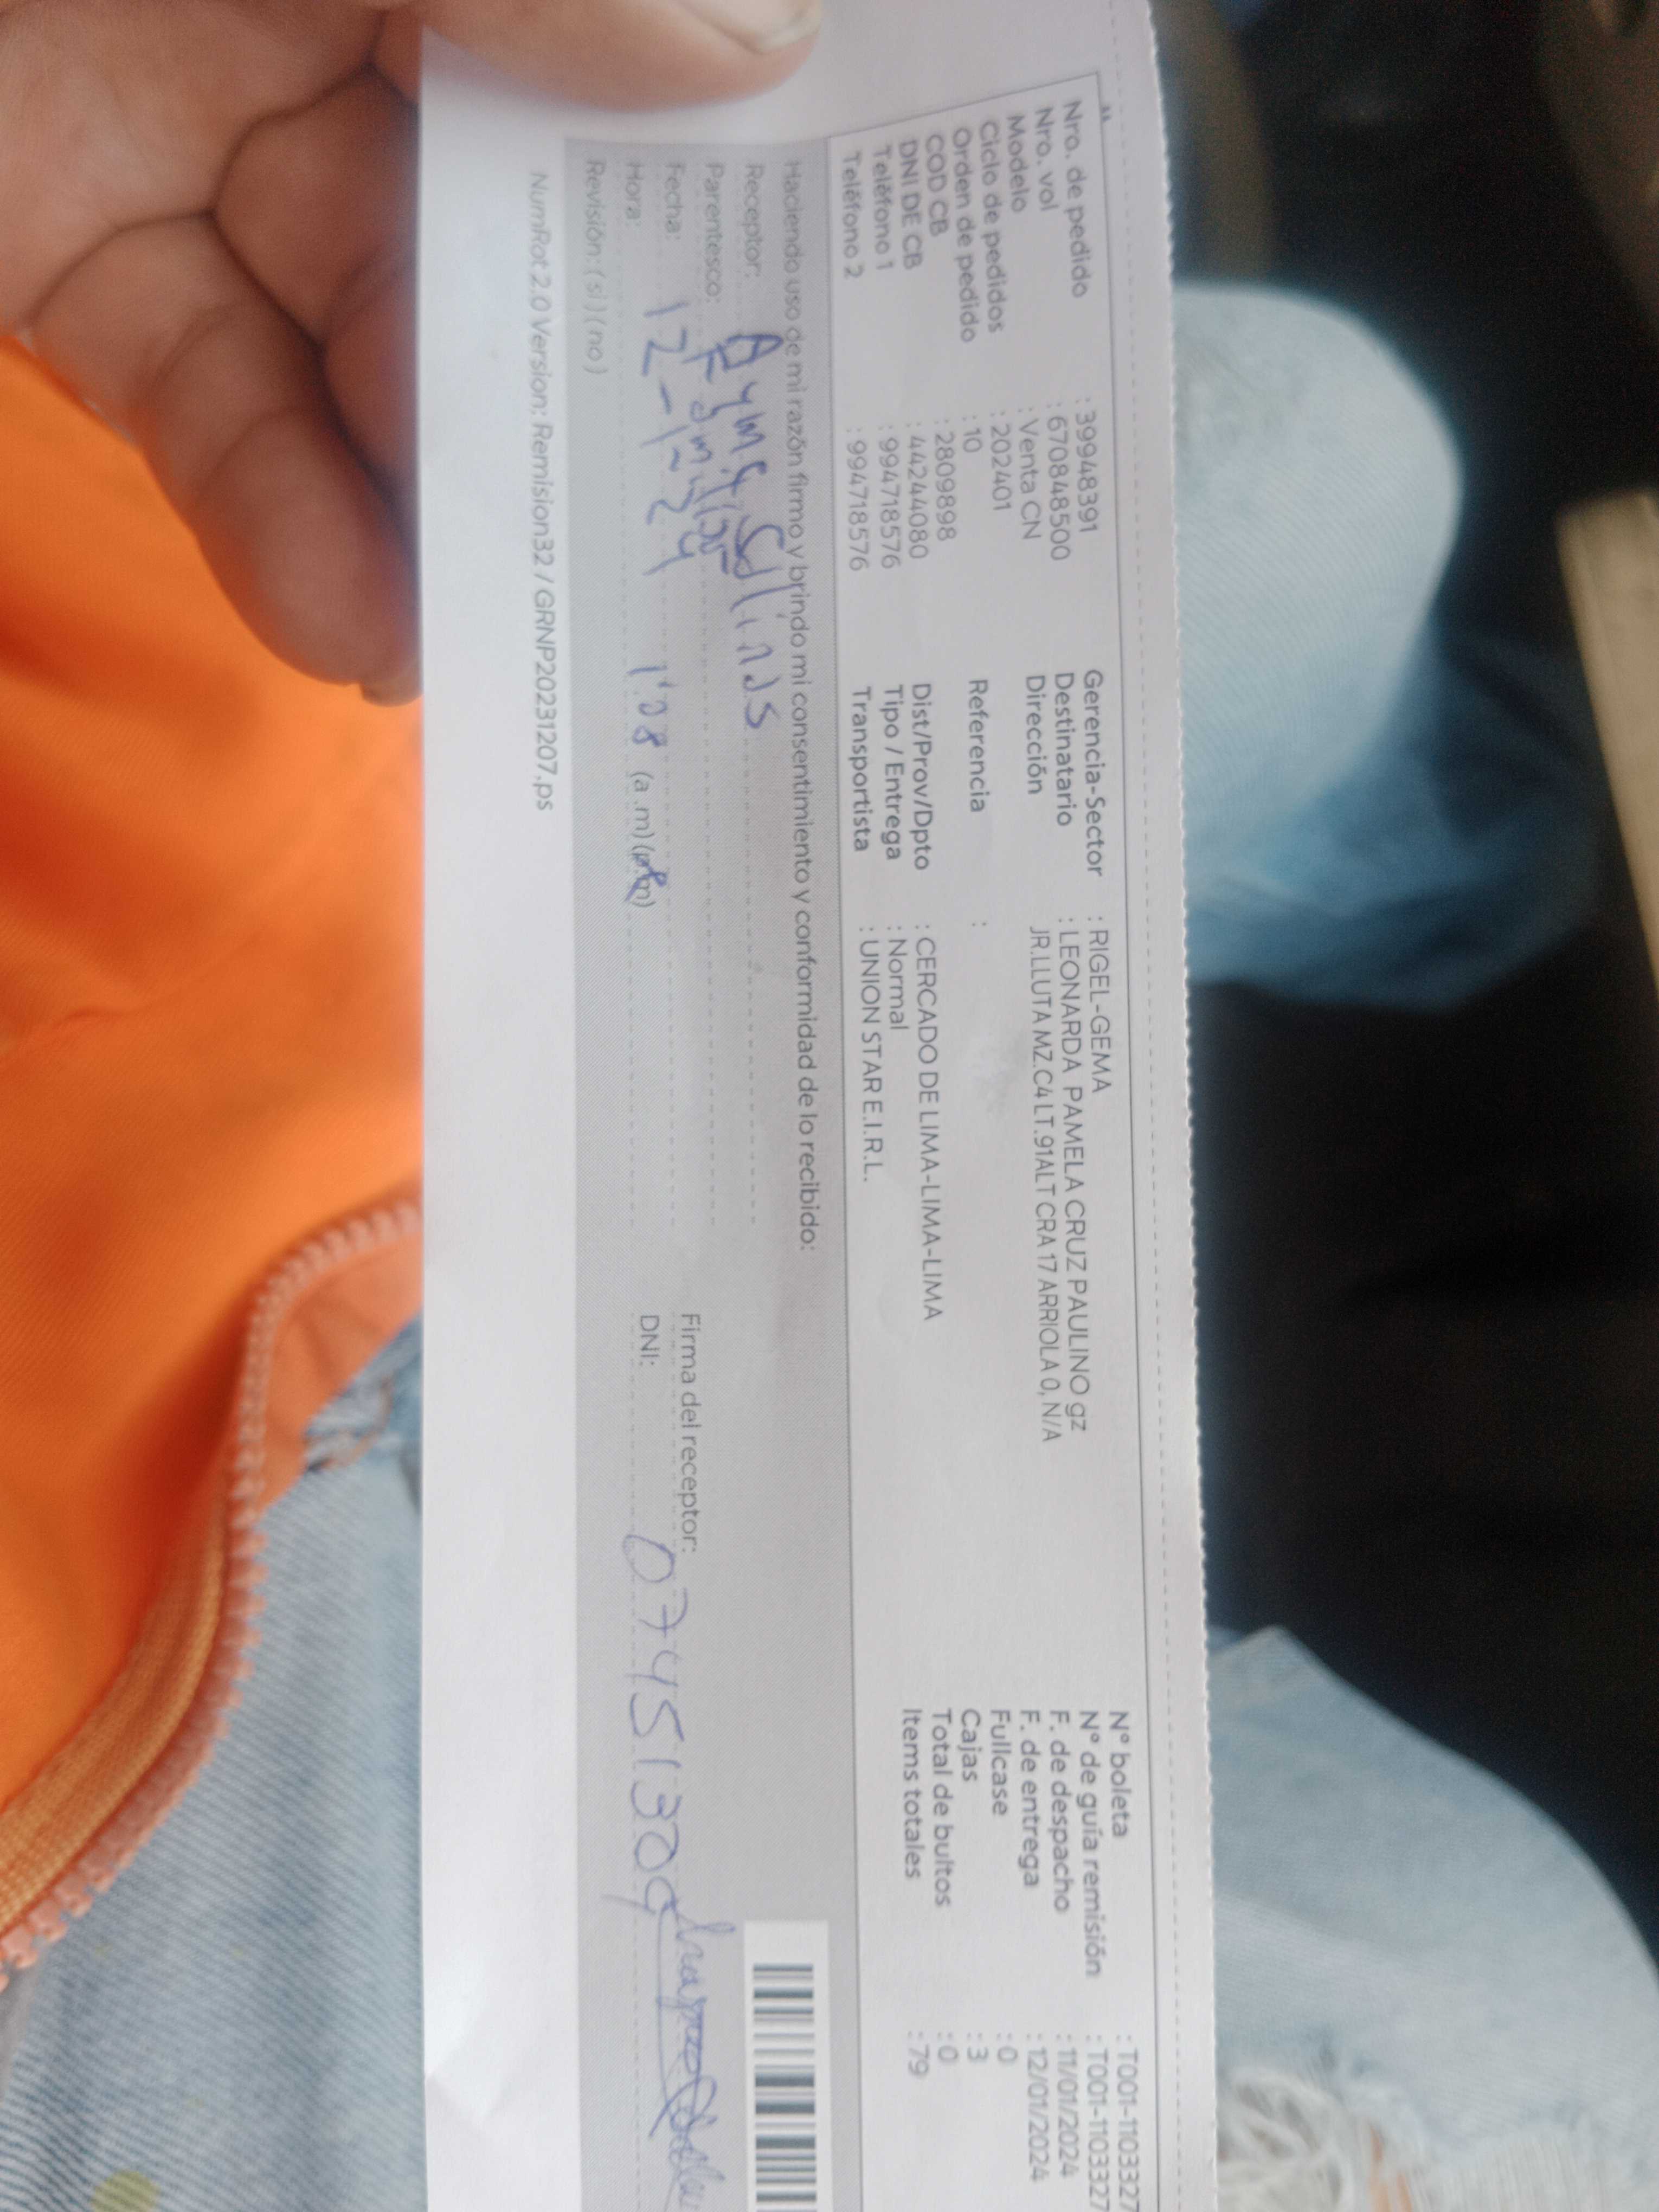 Nro. de pedido : 39948391
Nro. vol : 670848500
Modelo : Venta CN
Ciclo de pedidos : 202401
Orden de pedido : 10
COD CB : 2809898
DNI DE CB : 44244080
Teléfono 1 : 994718576
Teléfono 2 : 994718576
Gerencia-Sector : RIGEL-GEMA
Destinatario : LEONARDA PAMELA CRUZ PAULINO gz
Dirección JR.LLUTA MZ.C4 LT.91ALT CRA 17 ARRIOLA 0, N/A
Referencia :
Dist/Prov/Dpto : CERCADO DE LIMA-LIMA-LIMA
Tipo / Entrega : Normal
Transportista : UNION STAR E.I.R.L.
N° boleta : T001-1103327
N° de guía remisión : T001-1103327
F. de despacho : 11/01/2024
F. de entrega : 12/01/2024
Fullcase : 0
Cajas : 3
Total de bultos : 0
Items totales : 79
Haciendo uso de mi razón firmo y brindo mi consentimiento y conformidad de lo recibido:
Receptor: Salinas
Parentesco: Familiar
Fecha: 12-1-24
Hora: 1:08 (a.m) (p.m)
Revisión: (si) (no)
Firma del receptor:
DNI: 07451309
NumRot2.0 Version; Remision32 / GRNP20231207.ps